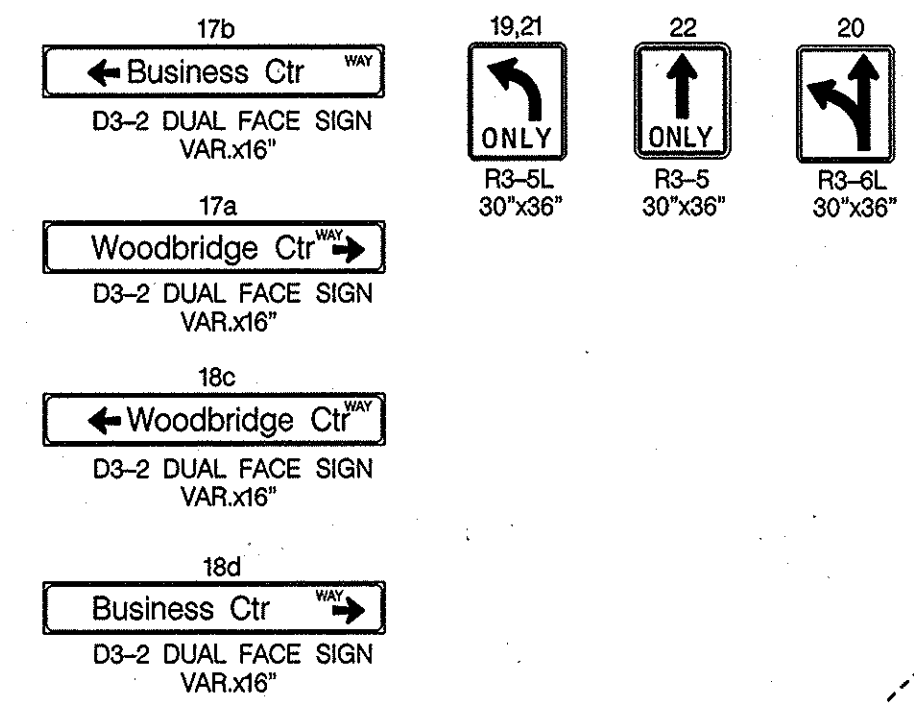 17b
Business Ctr WAY
D3-2 DUAL FACE SIGN
VAR.x16"
17a
Woodbridge Ctr WAY
D3-2 DUAL FACE SIGN
VAR.x16"
18c
Woodbridge Ctr WAY
D3-2 DUAL FACE SIGN
VAR.x16"
18d
Business Ctr WAY
D3-2 DUAL FACE SIGN
VAR.x16"
19,21
ONLY
R3-5L
30"x36"
22
ONLY
R3-5
30"x36"
20
R3-6L
30"x36"